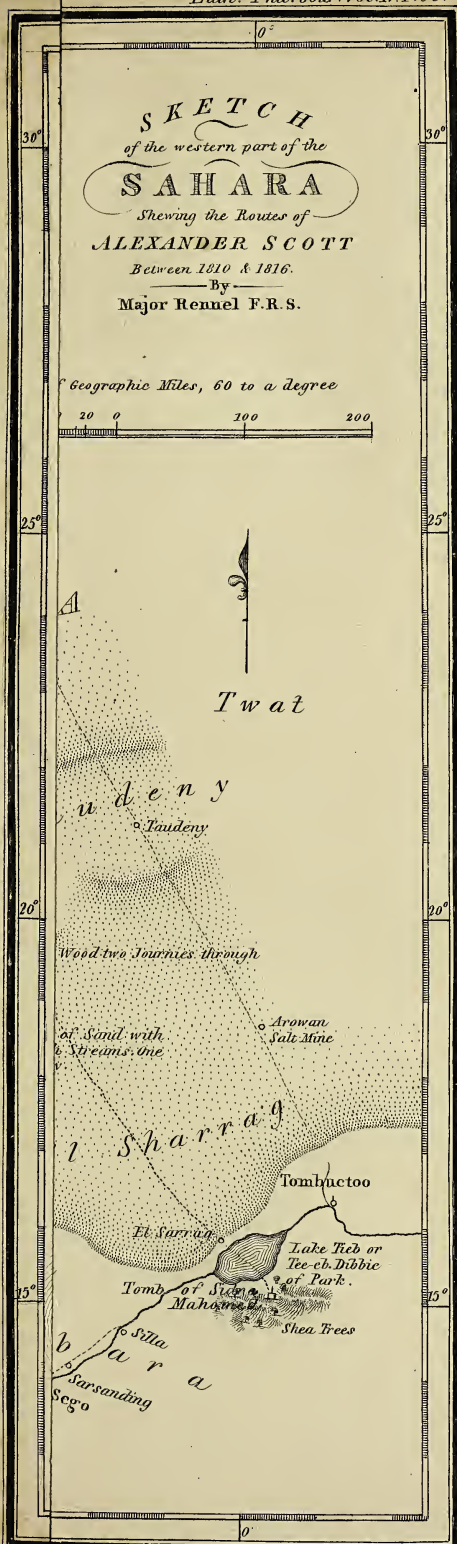 0°
30° 30°
SKETCH
of the western part of the
SAHARA
Shewing the Routes of
ALEXANDER SCOTT
Between 1810 & 1816.
By
Major Rennel F.R.S.
Geographic Miles, 60 to a degree
20 0 100 200
25° 25°
A
Twat
udeny
Taudeny
20° 20°
Wood two Journies through
Arowan
Salt Mine
of Sand with
Streams one
l Sharrag
Tombuctoo
El Sarrag
Lake Tieb or
Tee-eb. Dibbie
of Park.
Tomb of
Mahomed
15° 15°
Shea Trees
Silla
b a r a
Sarsanding
Sego
0°